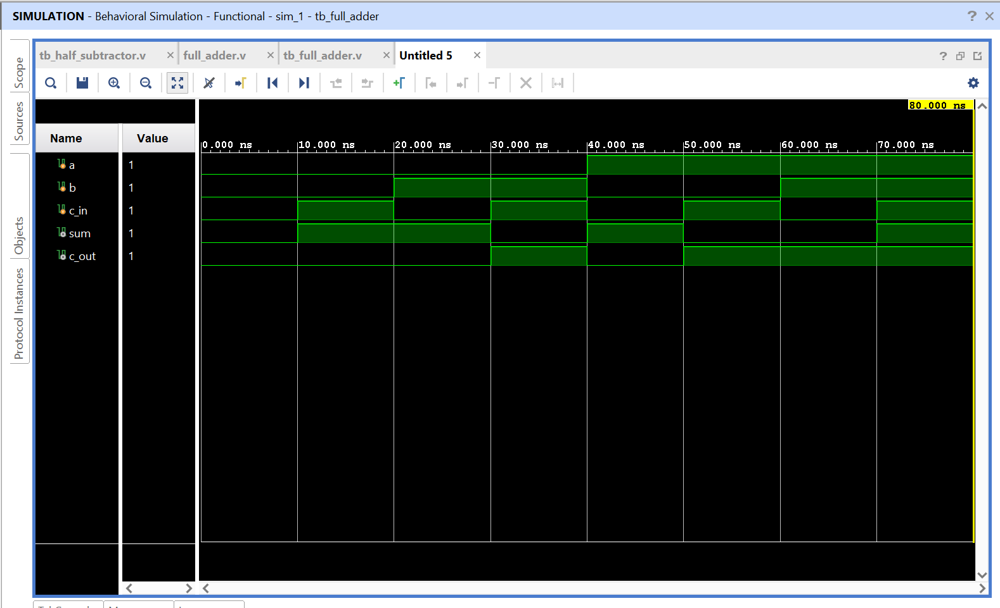 SIMULATION - Behavioral Simulation - Functional - sim_1 - tb_full_adder
Scope
Sources
Objects
Protocol Instances
tb_half_subtractor.v full_adder.v tb_full_adder.v Untitled 5
80.000 ns
Name Value
0.000 ns 10.000 ns 20.000 ns 30.000 ns 40.000 ns 50.000 ns 60.000 ns 70.000 ns
a 1
b 1
c_in 1
sum 1
c_out 1